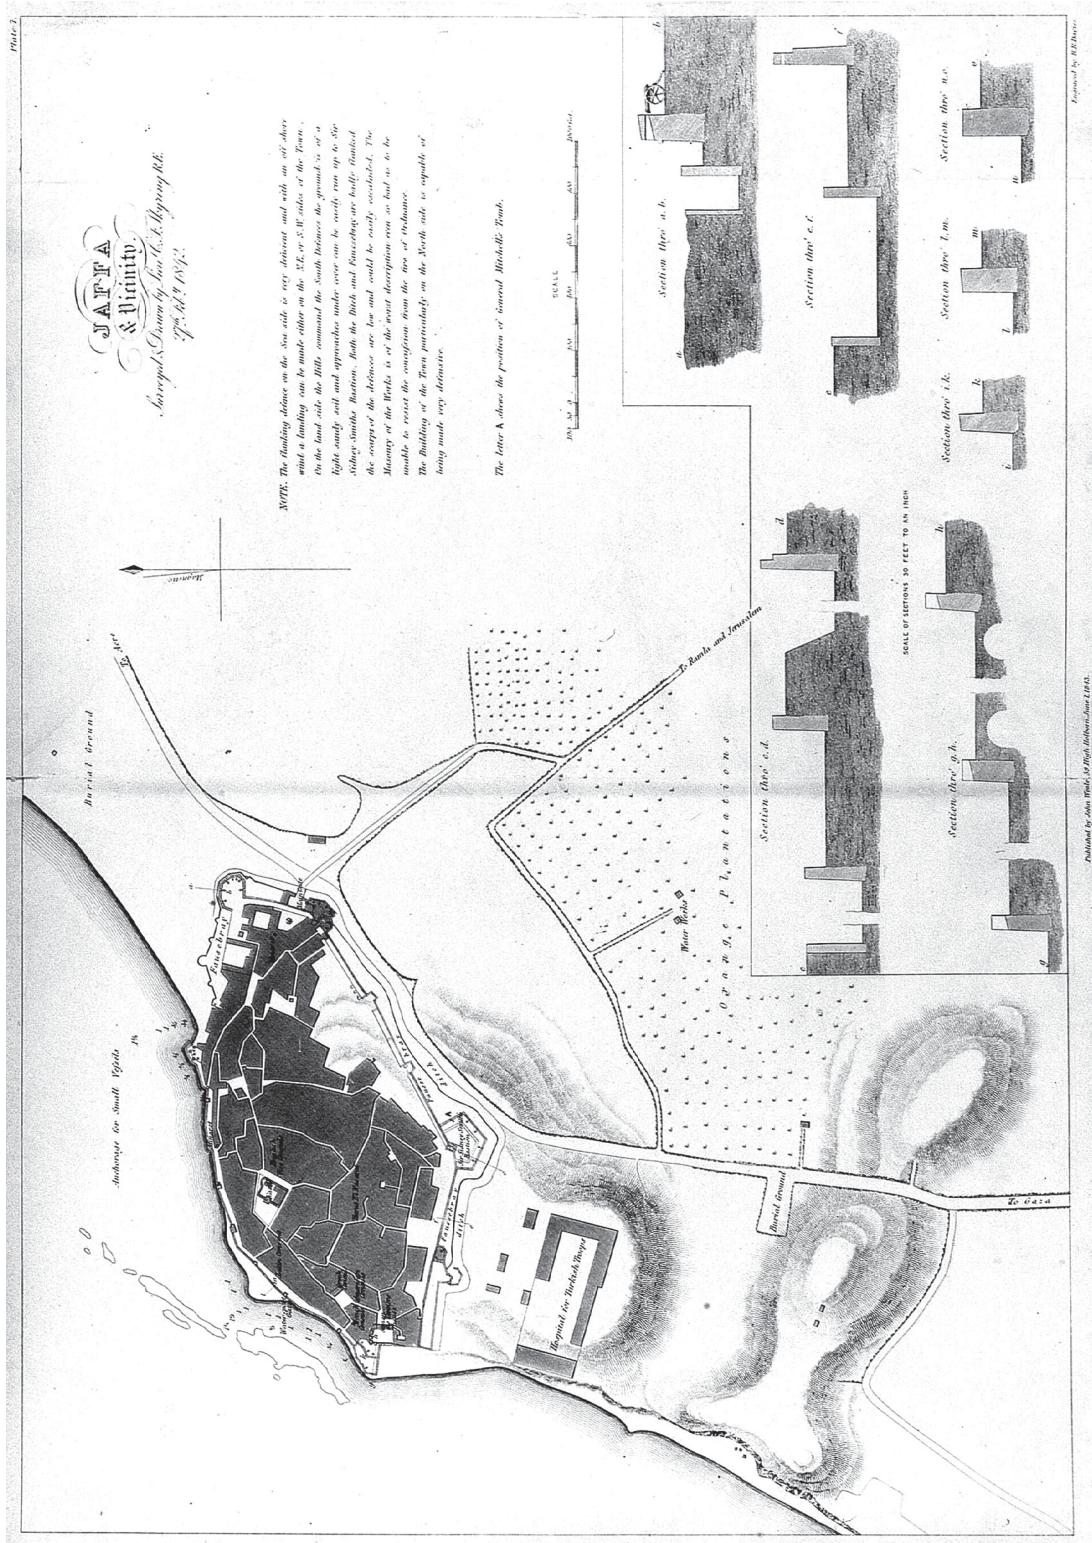 Plate 7.
JAFFA
& Vicinity.
Surveyed & Drawn by Lieut. C. F. Skyring R.E.
NOTE. The flanking defence on the Sea side is very deficient and with an off shore
wind a landing can be made either on the N.E. or S.W. sides of the Town.
On the land side the Hills command the South Defences the ground is of a
light sandy soil and approaches under cover can be easily run up to Sir
Sidney Smiths Bastion. Both the Ditch and Faussebray are badly flanked
the scarps of the defences are low and could be easily escaladed. The
Masonry of the Works is of the worst description even so bad as to be
unable to resist the concussion from the fire of Ordnance.
The Building of the Town particularly on the North side is capable of
being made very defensive.
The letter A shews the position of General Mitchell's Tomb.
SCALE
Magnetic
To Acre
Burial Ground
Anchorage for Small Vessels
Faussebray
Ditch
Faussebray
ditch
Hospital for Turkish Troops
Burial Ground
To Gaza
Water Works
Orange Plantations
To Ramla and Jerusalem
Section thro' a.b.
a
b
Section thro' e.f.
e
f
Section thro' c.d.
c
d
Section thro' g.h.
g
h
Section thro' i.k.
i
k
Section thro' l.m.
l
m
Section thro' n.o.
n
o
SCALE OF SECTIONS 30 FEET TO AN INCH
Engraved by B.R. Davies
Published by John Weale, 59 High Holborn, June 1, 1843.